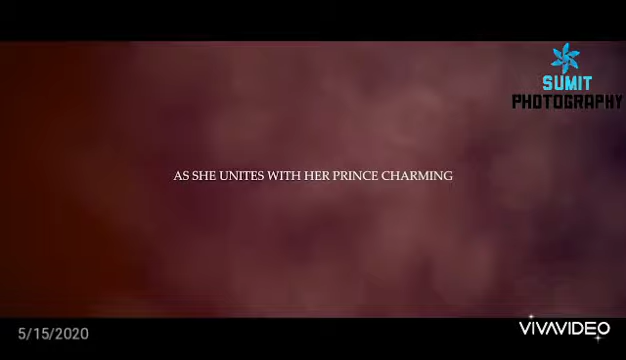 SUMIT
PHOTOGRAPHY
AS SHE UNITES WITH HER PRINCE CHARMING
5/15/2020
VIVAVIDEO